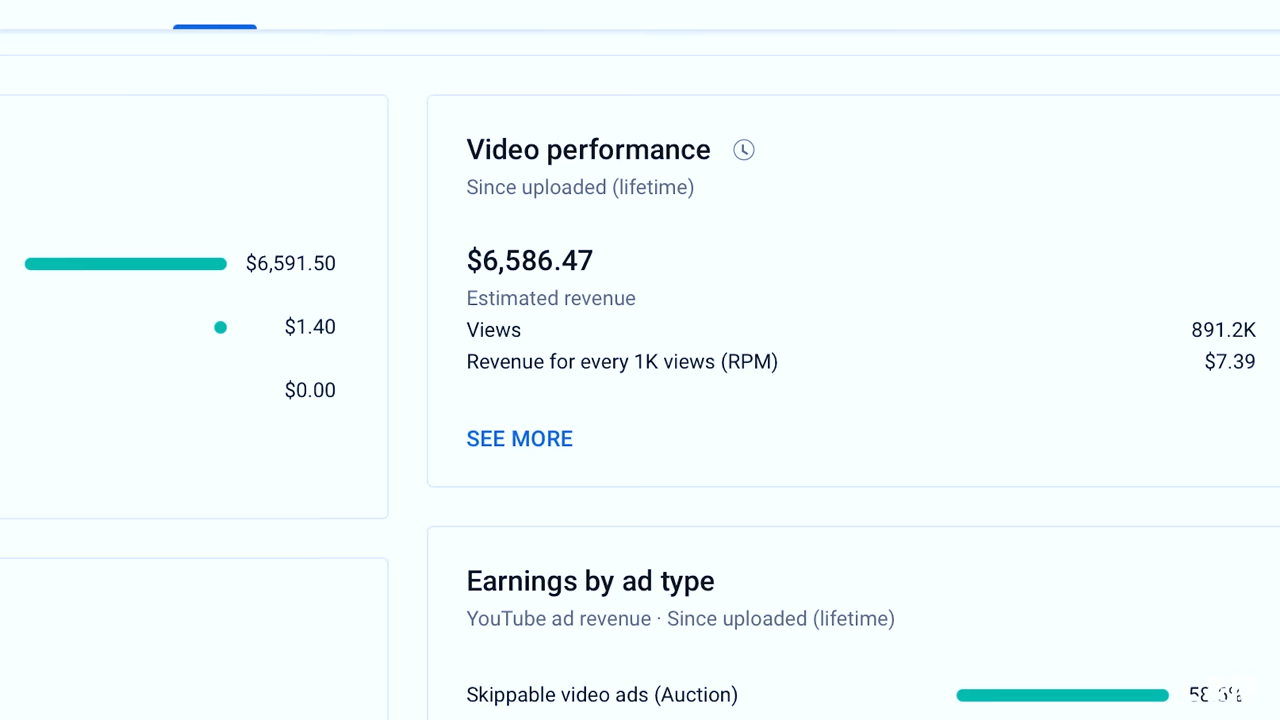 $6,591.50
$1.40
$0.00
Video performance
Since uploaded (lifetime)
$6,586.47
Estimated revenue
Views 891.2K
Revenue for every 1K views (RPM) $7.39
SEE MORE
Earnings by ad type
YouTube ad revenue · Since uploaded (lifetime)
Skippable video ads (Auction)